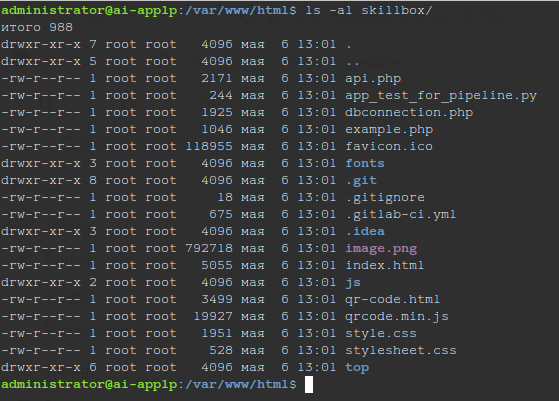 administrator@ai-app1p:/var/www/html$ ls -al skillbox/
итого 988
drwxr-xr-x 7 root root   4096 мая  6 13:01 .
drwxr-xr-x 5 root root   4096 мая  6 13:01 ..
-rw-r--r-- 1 root root   2171 мая  6 13:01 api.php
-rw-r--r-- 1 root root    244 мая  6 13:01 app_test_for_pipeline.py
-rw-r--r-- 1 root root   1925 мая  6 13:01 dbconnection.php
-rw-r--r-- 1 root root   1046 мая  6 13:01 example.php
-rw-r--r-- 1 root root 118955 мая  6 13:01 favicon.ico
drwxr-xr-x 3 root root   4096 мая  6 13:01 fonts
drwxr-xr-x 8 root root   4096 мая  6 13:01 .git
-rw-r--r-- 1 root root     18 мая  6 13:01 .gitignore
-rw-r--r-- 1 root root    675 мая  6 13:01 .gitlab-ci.yml
drwxr-xr-x 3 root root   4096 мая  6 13:01 .idea
-rw-r--r-- 1 root root 792718 мая  6 13:01 image.png
-rw-r--r-- 1 root root   5055 мая  6 13:01 index.html
drwxr-xr-x 2 root root   4096 мая  6 13:01 js
-rw-r--r-- 1 root root   3499 мая  6 13:01 qr-code.html
-rw-r--r-- 1 root root  19927 мая  6 13:01 qrcode.min.js
-rw-r--r-- 1 root root   1951 мая  6 13:01 style.css
-rw-r--r-- 1 root root    528 мая  6 13:01 stylesheet.css
drwxr-xr-x 6 root root   4096 мая  6 13:01 top
administrator@ai-app1p:/var/www/html$